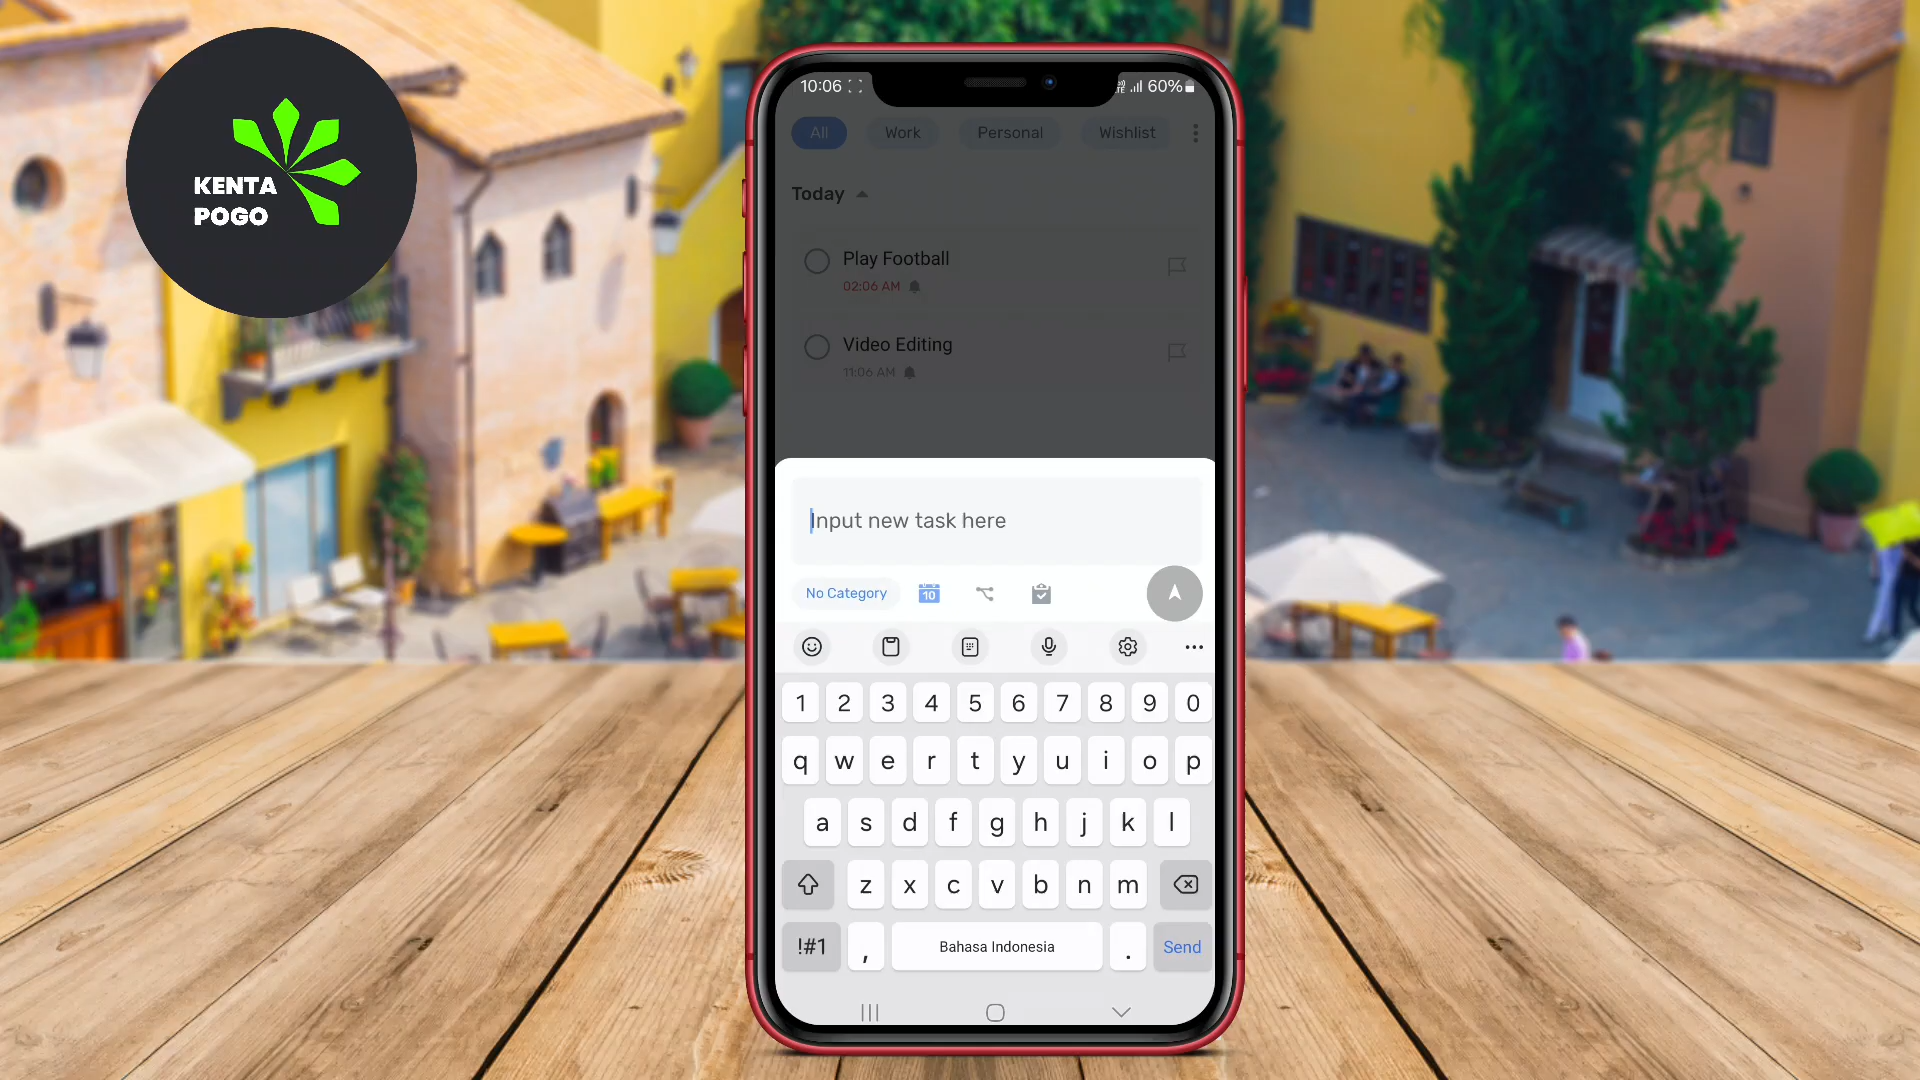 KENTA
POGO
10:06 60%
All Work Personal Wishlist
Today
Play Football
02:06 AM
Video Editing
11:06 AM
Input new task here
No Category 10
1 2 3 4 5 6 7 8 9 0
q w e r t y u i o p
a s d f g h j k l
z x c v b n m
!#1 , Bahasa Indonesia . Send